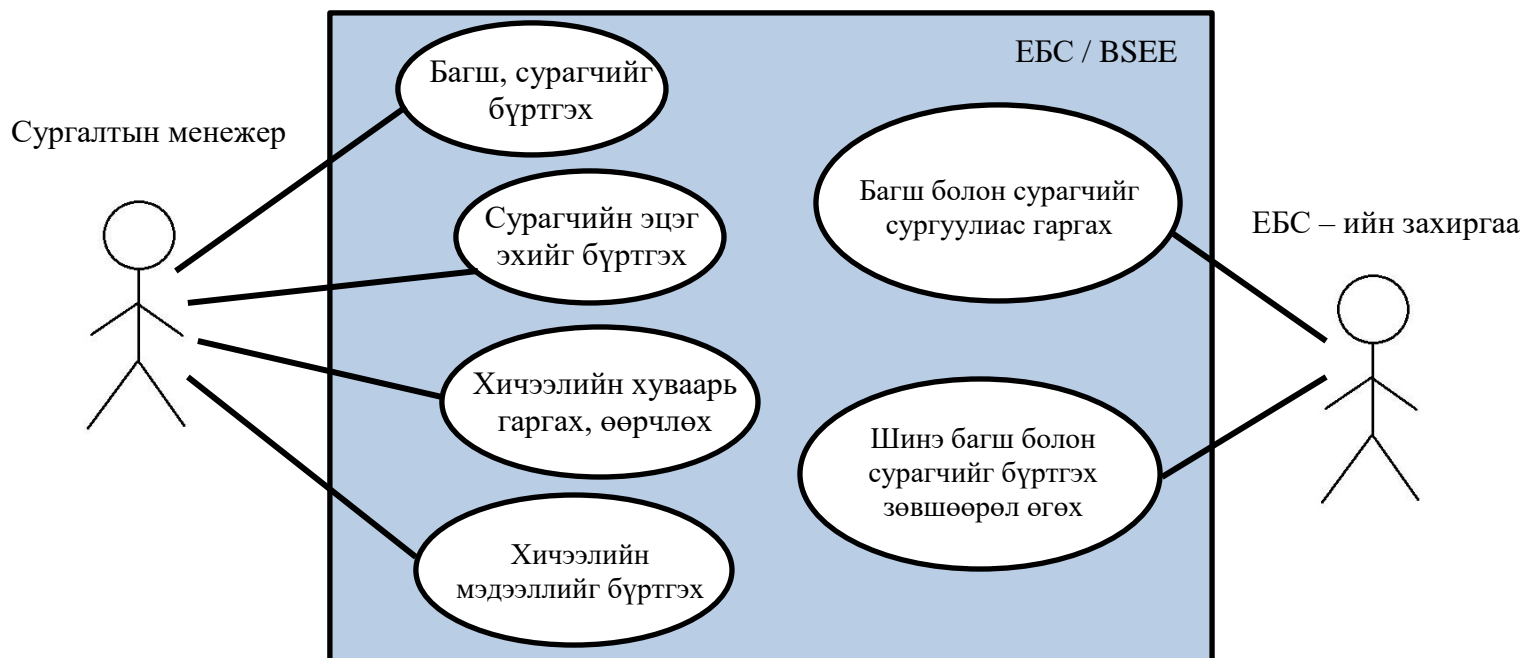 ЕБС / BSEE
Сургалтын менежер
Багш, сурагчийг
бүртгэх
Сурагчийн эцэг
эхийг бүртгэх
Хичээлийн хуваарь
гаргах, өөрчлөх
Хичээлийн
мэдээллийг бүртгэх
Багш болон сурагчийг
сургуулиас гаргах
Шинэ багш болон
сурагчийг бүртгэх
зөвшөөрөл өгөх
ЕБС – ийн захиргаа